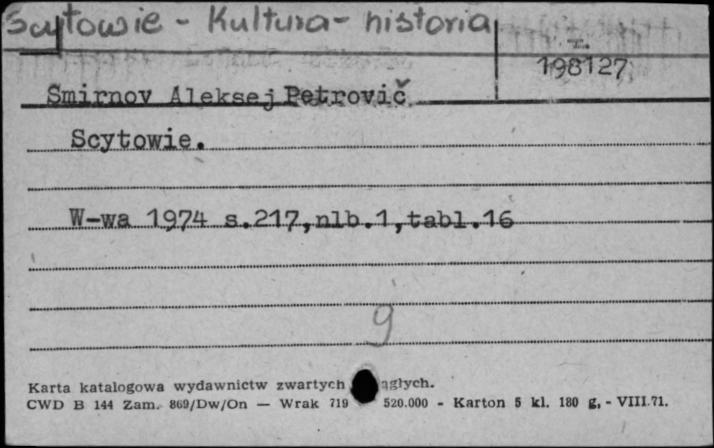 Scytowie - Kultura - historia
I.
198127
Smirnov Aleksej Petrovič
Scytowie.
W-wa 1974 s.217,nlb.1,tabl.16
9
Karta katalogowa wydawnictw zwartych
CWD B 144 Zam. 869/Dw/On — Wrak 719 520.000 - Karton 5 kl. 180 g, - VIII.71.